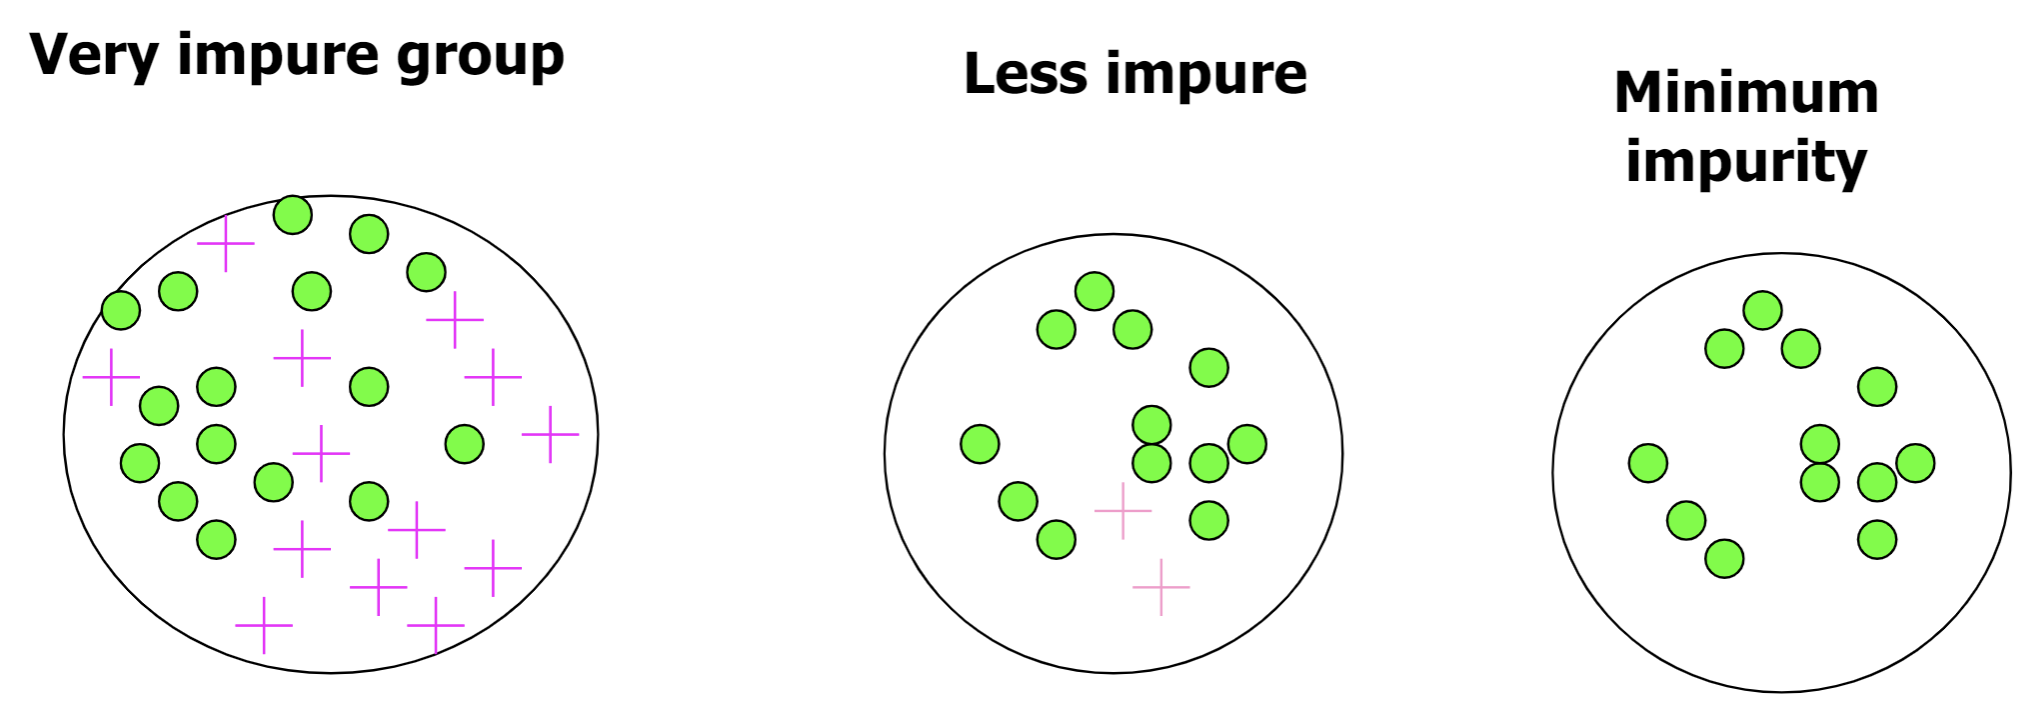 Very impure group
Less impure
Minimum
impurity